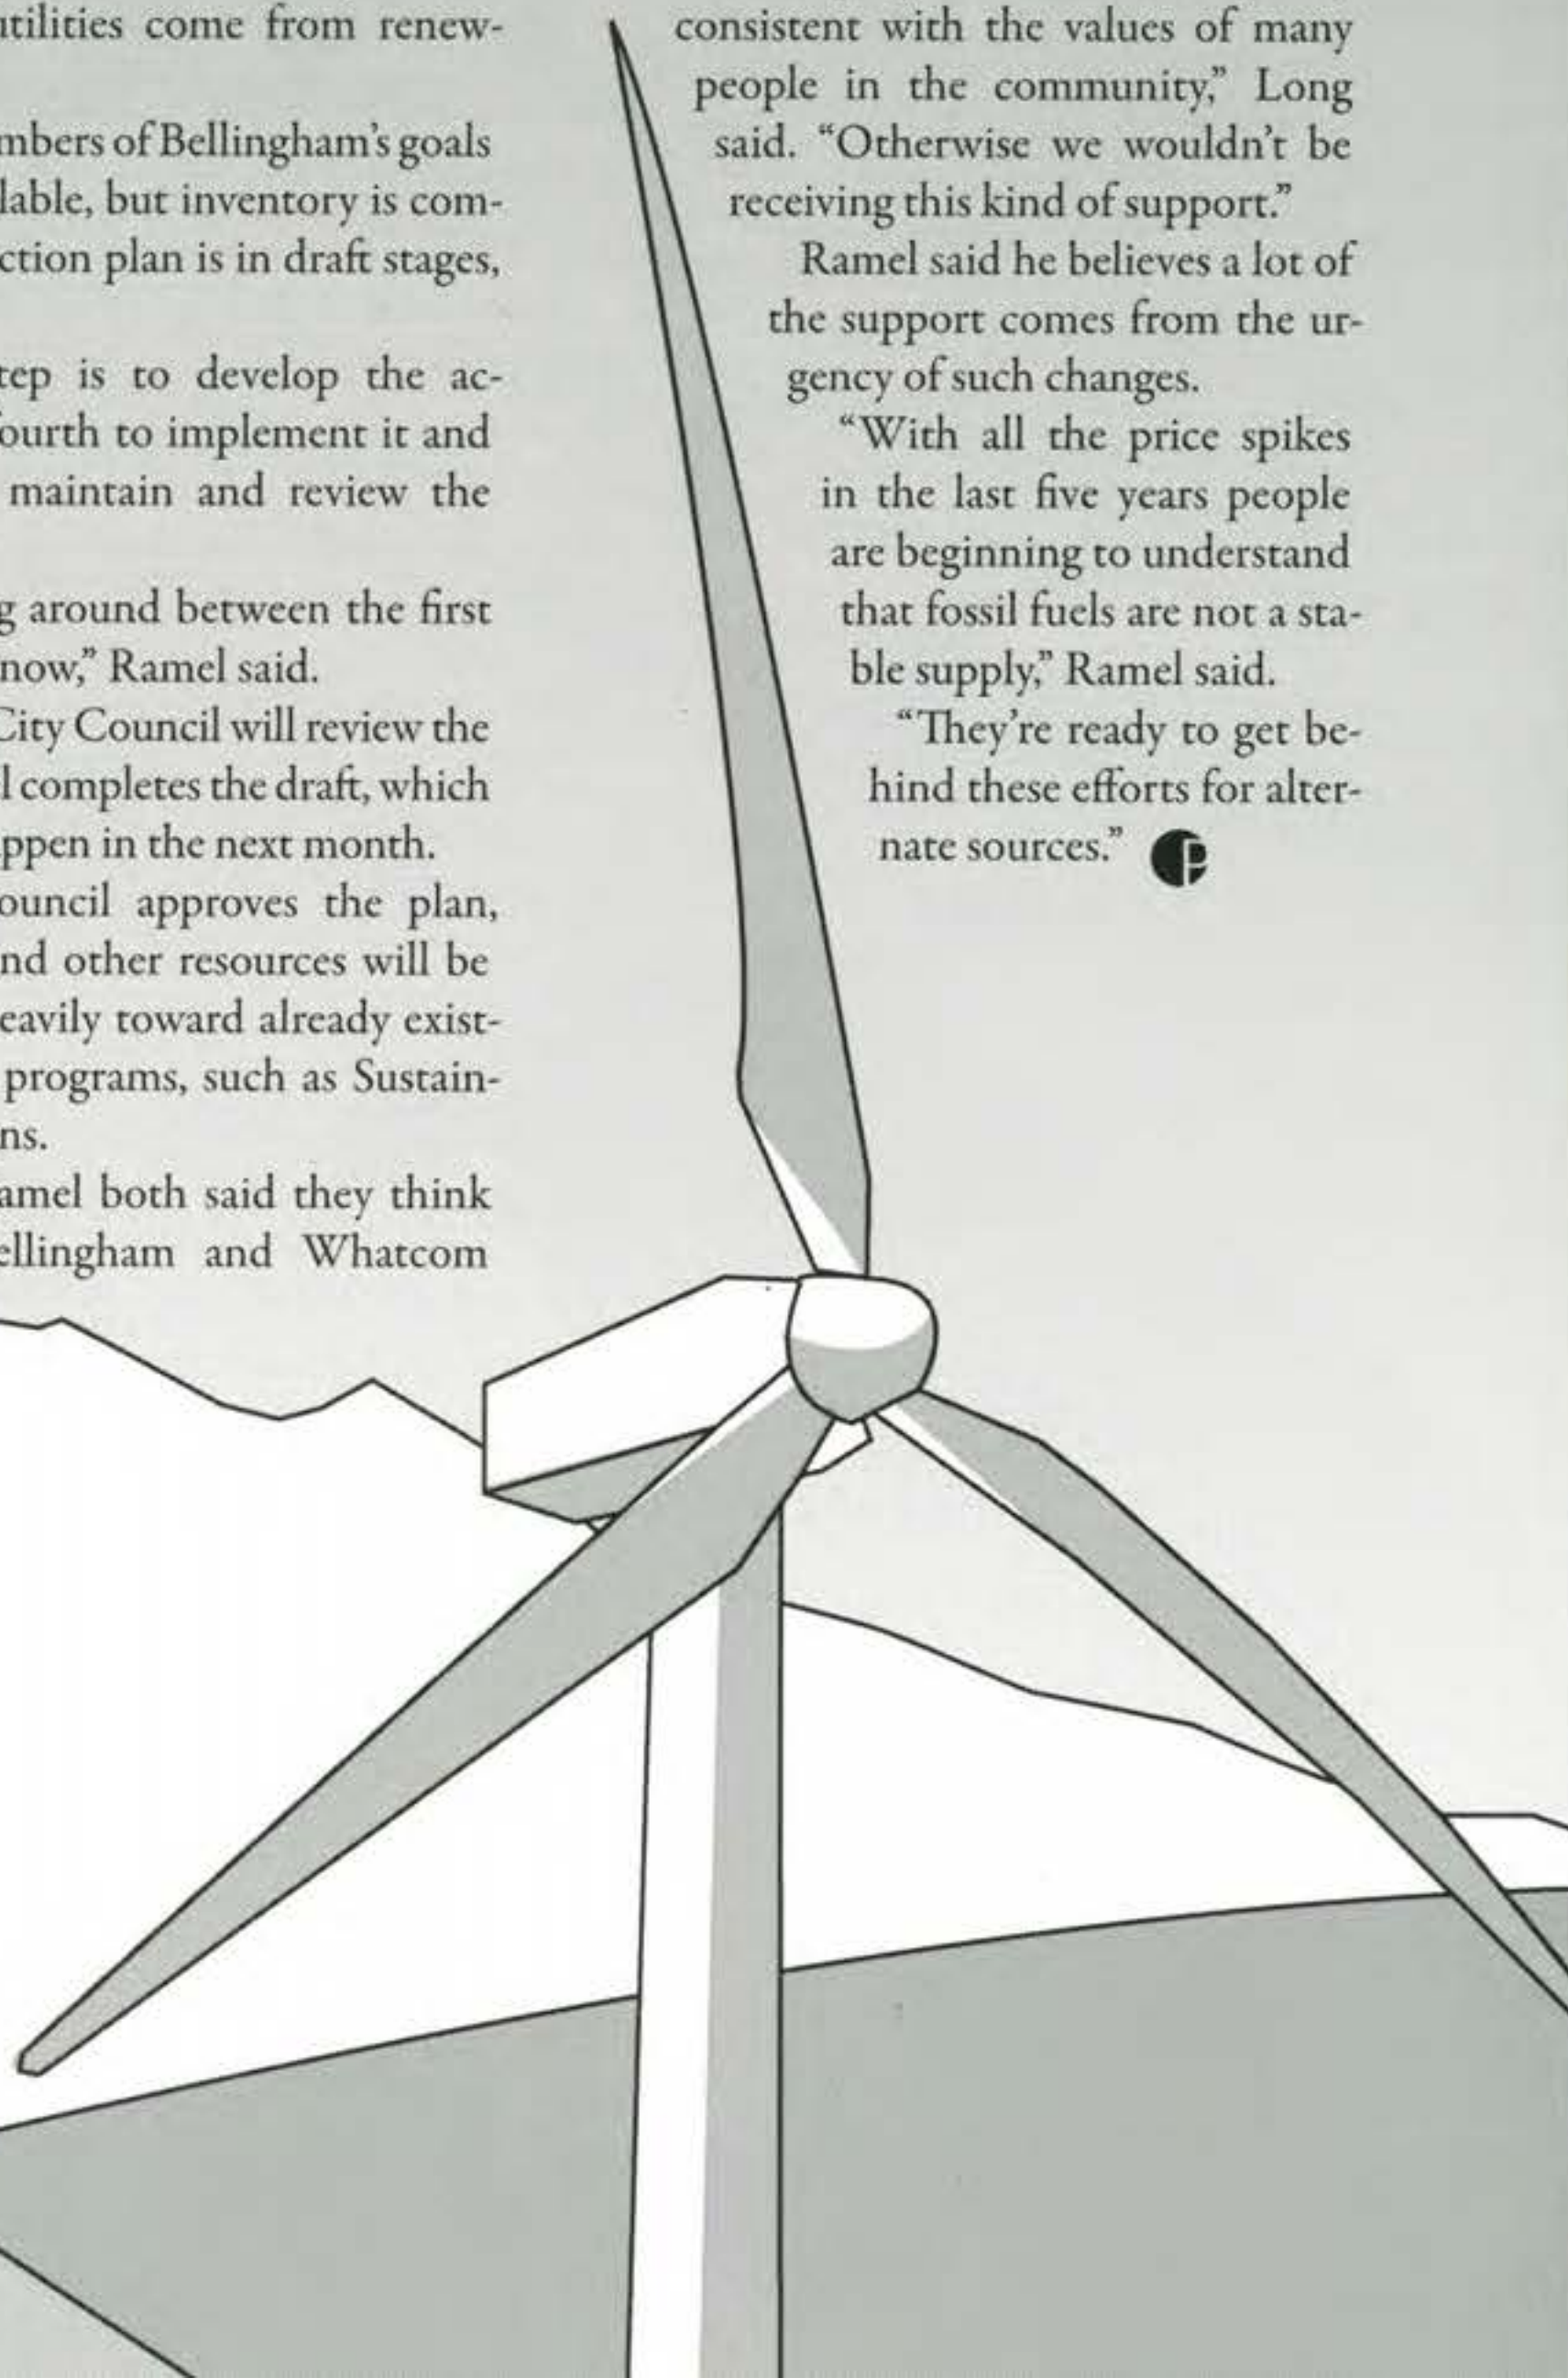 utilities come from renew-
mbers of Bellingham’s goals
lable, but inventory is com-
ction plan is in draft stages,
tep is to develop the ac-
ourth to implement it and
maintain and review the
g around between the first
now,” Ramel said.
City Council will review the
l completes the draft, which
ppen in the next month.
ouncil approves the plan,
nd other resources will be
eavily toward already exist-
programs, such as Sustain-
ns.
amel both said they think
ellingham and Whatcom
consistent with the values of many
people in the community,” Long
said. “Otherwise we wouldn’t be
receiving this kind of support.”
Ramel said he believes a lot of
the support comes from the ur-
gency of such changes.
“With all the price spikes
in the last five years people
are beginning to understand
that fossil fuels are not a sta-
ble supply,” Ramel said.
“They’re ready to get be-
hind these efforts for alter-
nate sources.”